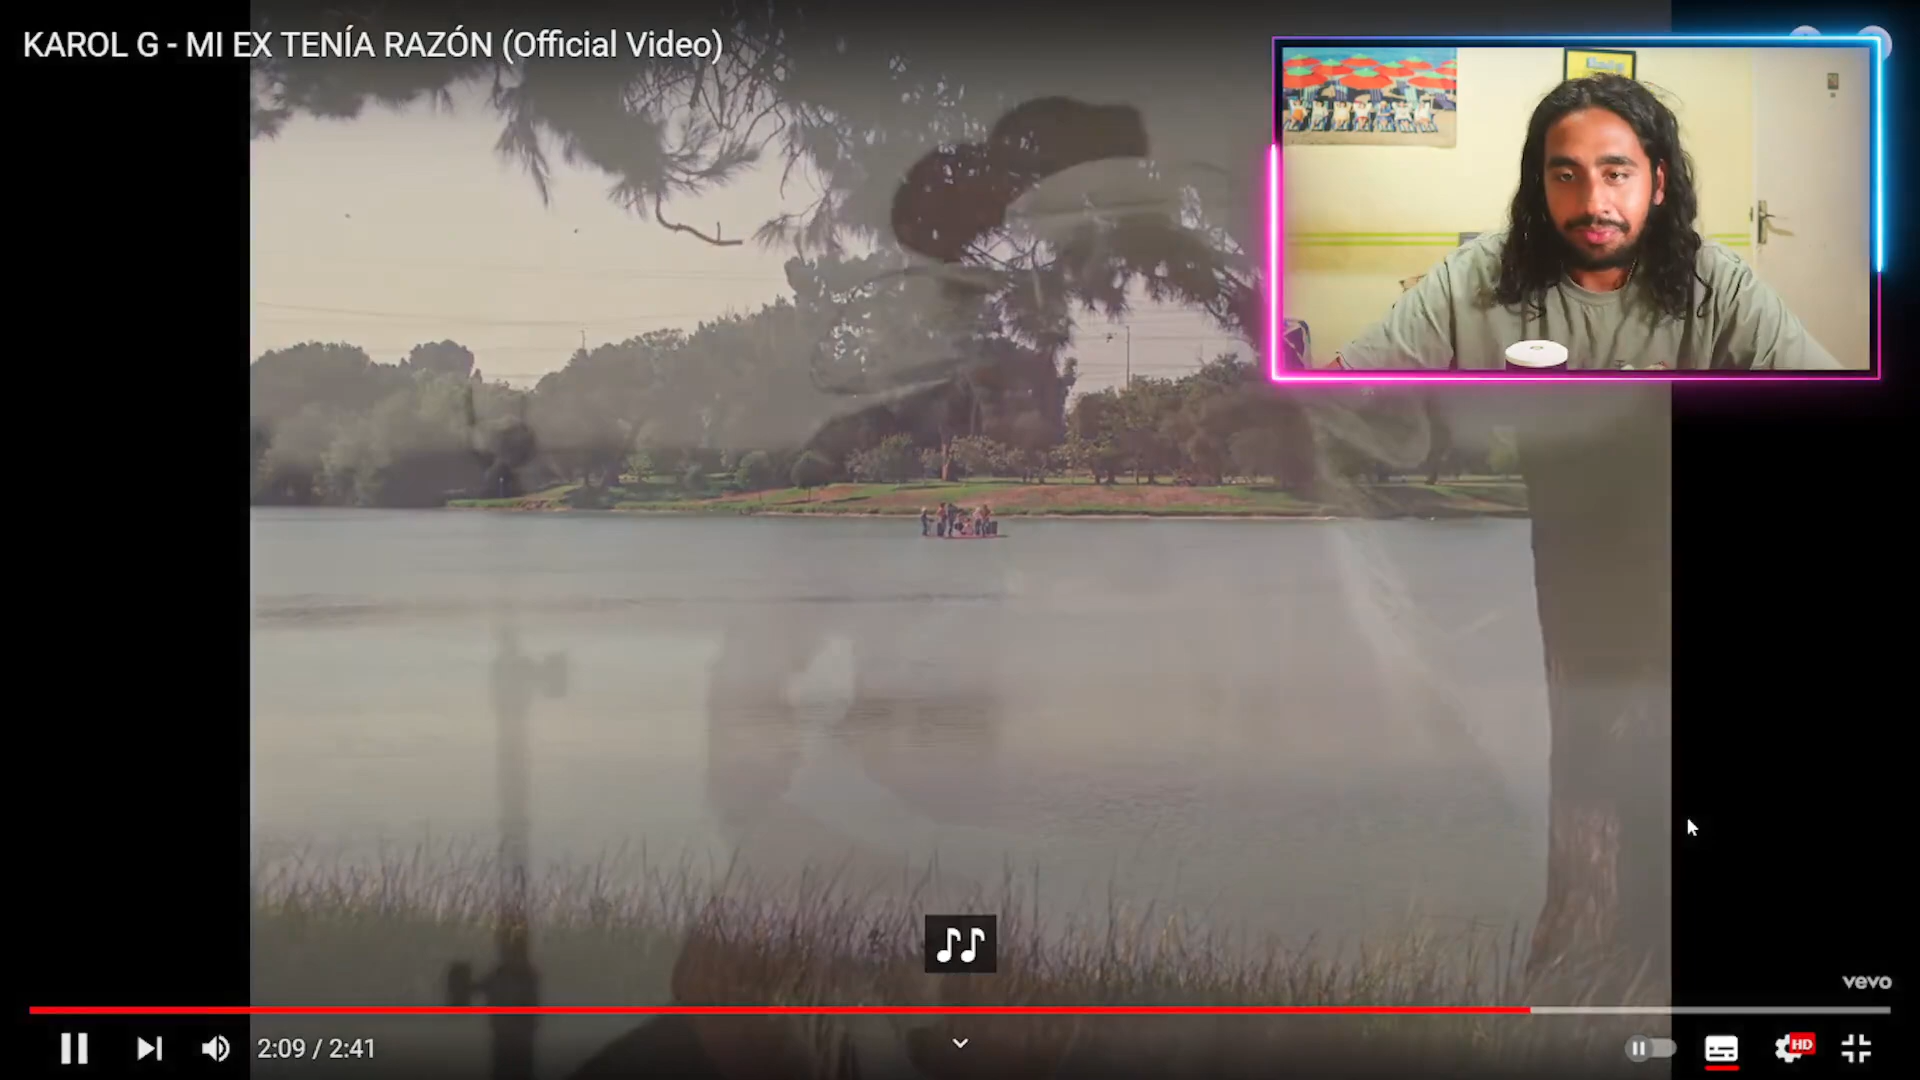 KAROL G - MI EX TENÍA RAZÓN (Official Video)
vevo
2:09 / 2:41
HD